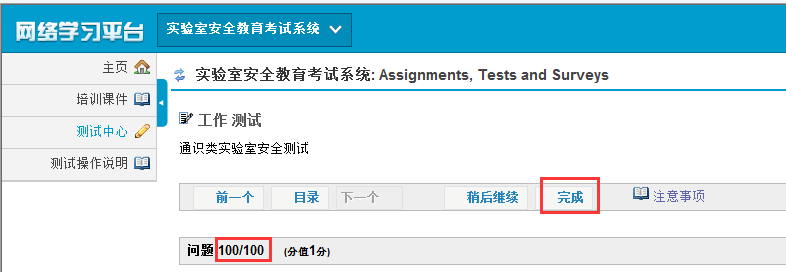 网络学习平台 实验室安全教育考试系统
主页
培训课件
测试中心
测试操作说明
实验室安全教育考试系统: Assignments, Tests and Surveys
工作 测试
通识类实验室安全测试
前一个 目录 下一个 稍后继续 完成 注意事项
问题 100/100 (分值1分)